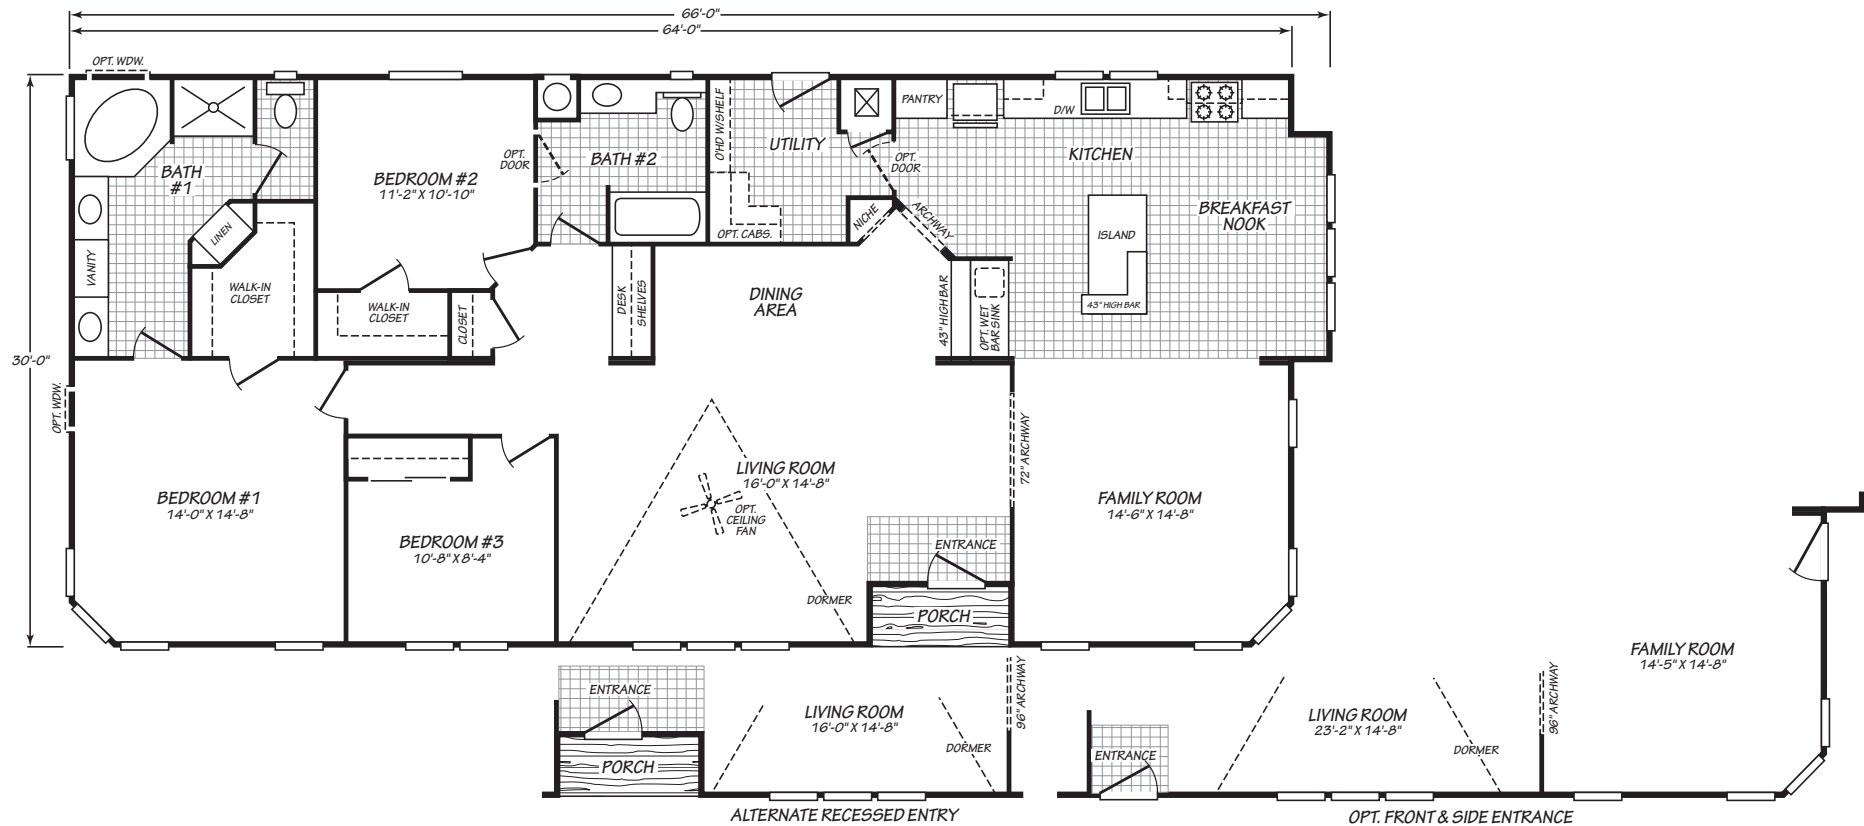 66'-0"
64'-0"
OPT. WDW.
30'-0"
BATH
#1
LINEN
VANITY
WALK-IN
CLOSET
BEDROOM #2
11'-2" X 10'-10"
WALK-IN
CLOSET
CLOSET
OPT.
DOOR
BATH #2
O'HD W/SHELF
UTILITY
OPT. CABS.
NICHE
ARCHWAY
OPT.
DOOR
PANTRY
D/W
KITCHEN
BREAKFAST
NOOK
ISLAND
43" HIGH BAR
DESK
SHELVES
DINING
AREA
43" HIGH BAR
OPT. WET
BAR SINK
OPT. WDW.
BEDROOM #1
14'-0" X 14'-8"
BEDROOM #3
10'-8" X 8'-4"
LIVING ROOM
16'-0" X 14'-8"
OPT.
CEILING
FAN
DORMER
ENTRANCE
PORCH
72" ARCHWAY
FAMILY ROOM
14'-6" X 14'-8"
ENTRANCE
PORCH
LIVING ROOM
16'-0" X 14'-8"
DORMER
96" ARCHWAY
ALTERNATE RECESSED ENTRY
ENTRANCE
LIVING ROOM
23'-2" X 14'-8"
DORMER
96" ARCHWAY
FAMILY ROOM
14'-5" X 14'-8"
OPT. FRONT & SIDE ENTRANCE